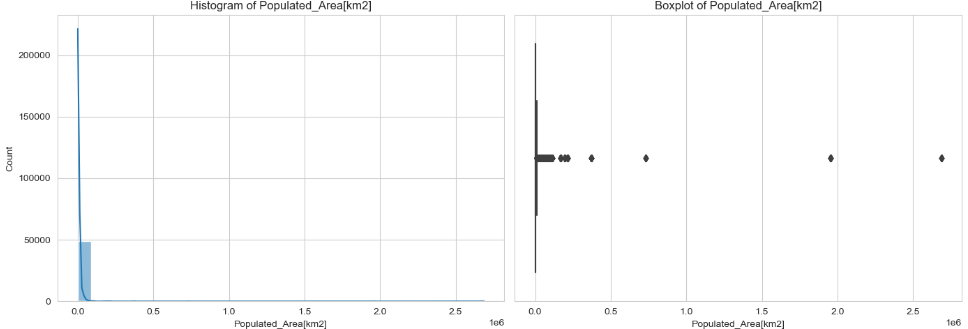 Histogram of Populated_Area[km2]
200000
150000
100000
50000
0
Count
0.0 0.5 1.0 1.5 2.0 2.5
1e6
Populated_Area[km2]
Boxplot of Populated_Area[km2]
0.0 0.5 1.0 1.5 2.0 2.5
1e6
Populated_Area[km2]